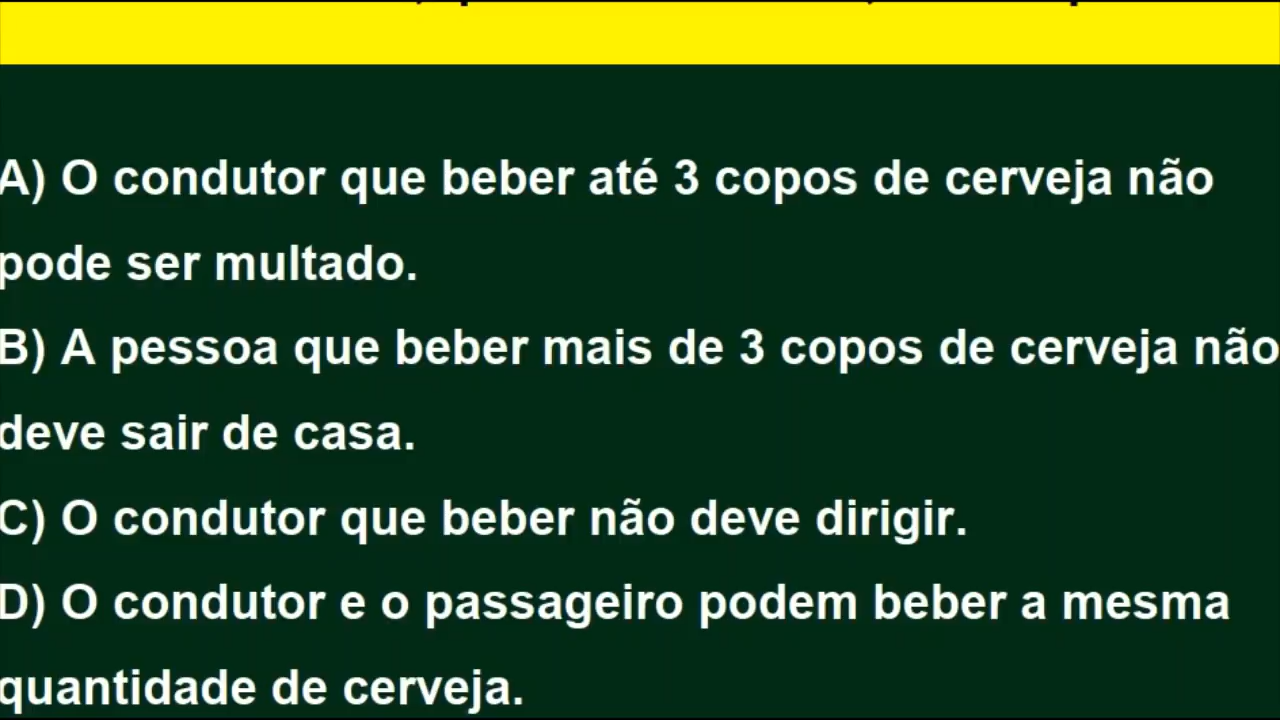 A) O condutor que beber até 3 copos de cerveja não
pode ser multado.
B) A pessoa que beber mais de 3 copos de cerveja não
deve sair de casa.
C) O condutor que beber não deve dirigir.
D) O condutor e o passageiro podem beber a mesma
quantidade de cerveja.